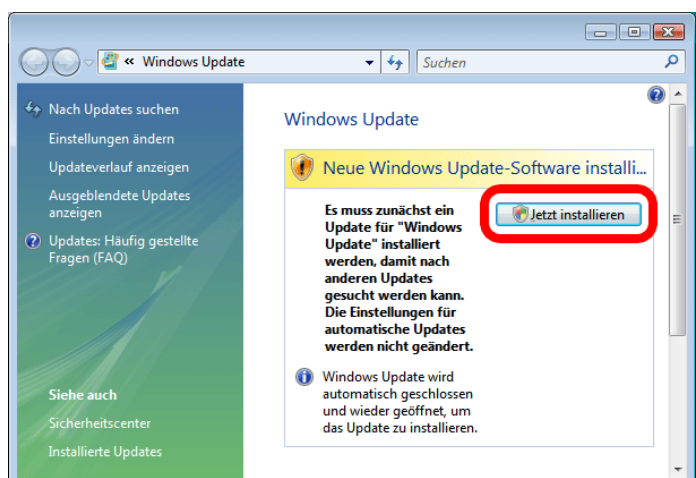 « Windows Update
Suchen
Nach Updates suchen
Einstellungen ändern
Updateverlauf anzeigen
Ausgeblendete Updates
anzeigen
Updates: Häufig gestellte
Fragen (FAQ)
Siehe auch
Sicherheitscenter
Installierte Updates
Windows Update
Neue Windows Update-Software installi...
Es muss zunächst ein
Update für "Windows
Update" installiert
werden, damit nach
anderen Updates
gesucht werden kann.
Die Einstellungen für
automatische Updates
werden nicht geändert.
Jetzt installieren
Windows Update wird
automatisch geschlossen
und wieder geöffnet, um
das Update zu installieren.